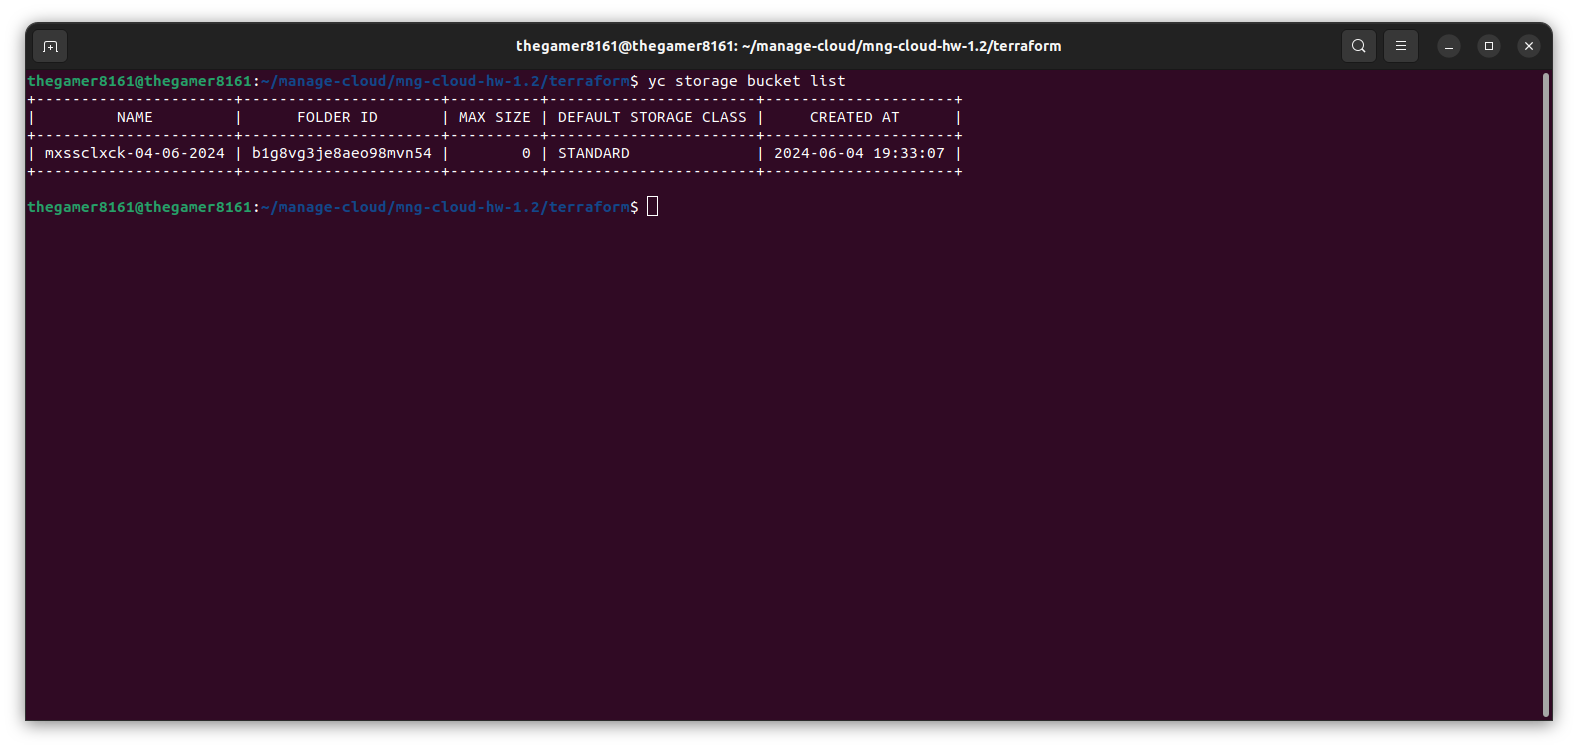 thegamer8161@thegamer8161: ~/manage-cloud/mng-cloud-hw-1.2/terraform
thegamer8161@thegamer8161:~/manage-cloud/mng-cloud-hw-1.2/terraform$ yc storage bucket list
+----------------------+----------------------+----------+-----------------------+---------------------+
|         NAME         |      FOLDER ID       | MAX SIZE | DEFAULT STORAGE CLASS |     CREATED AT      |
+----------------------+----------------------+----------+-----------------------+---------------------+
| mxssclxck-04-06-2024 | b1g8vg3je8aeo98mvn54 |        0 | STANDARD              | 2024-06-04 19:33:07 |
+----------------------+----------------------+----------+-----------------------+---------------------+
thegamer8161@thegamer8161:~/manage-cloud/mng-cloud-hw-1.2/terraform$